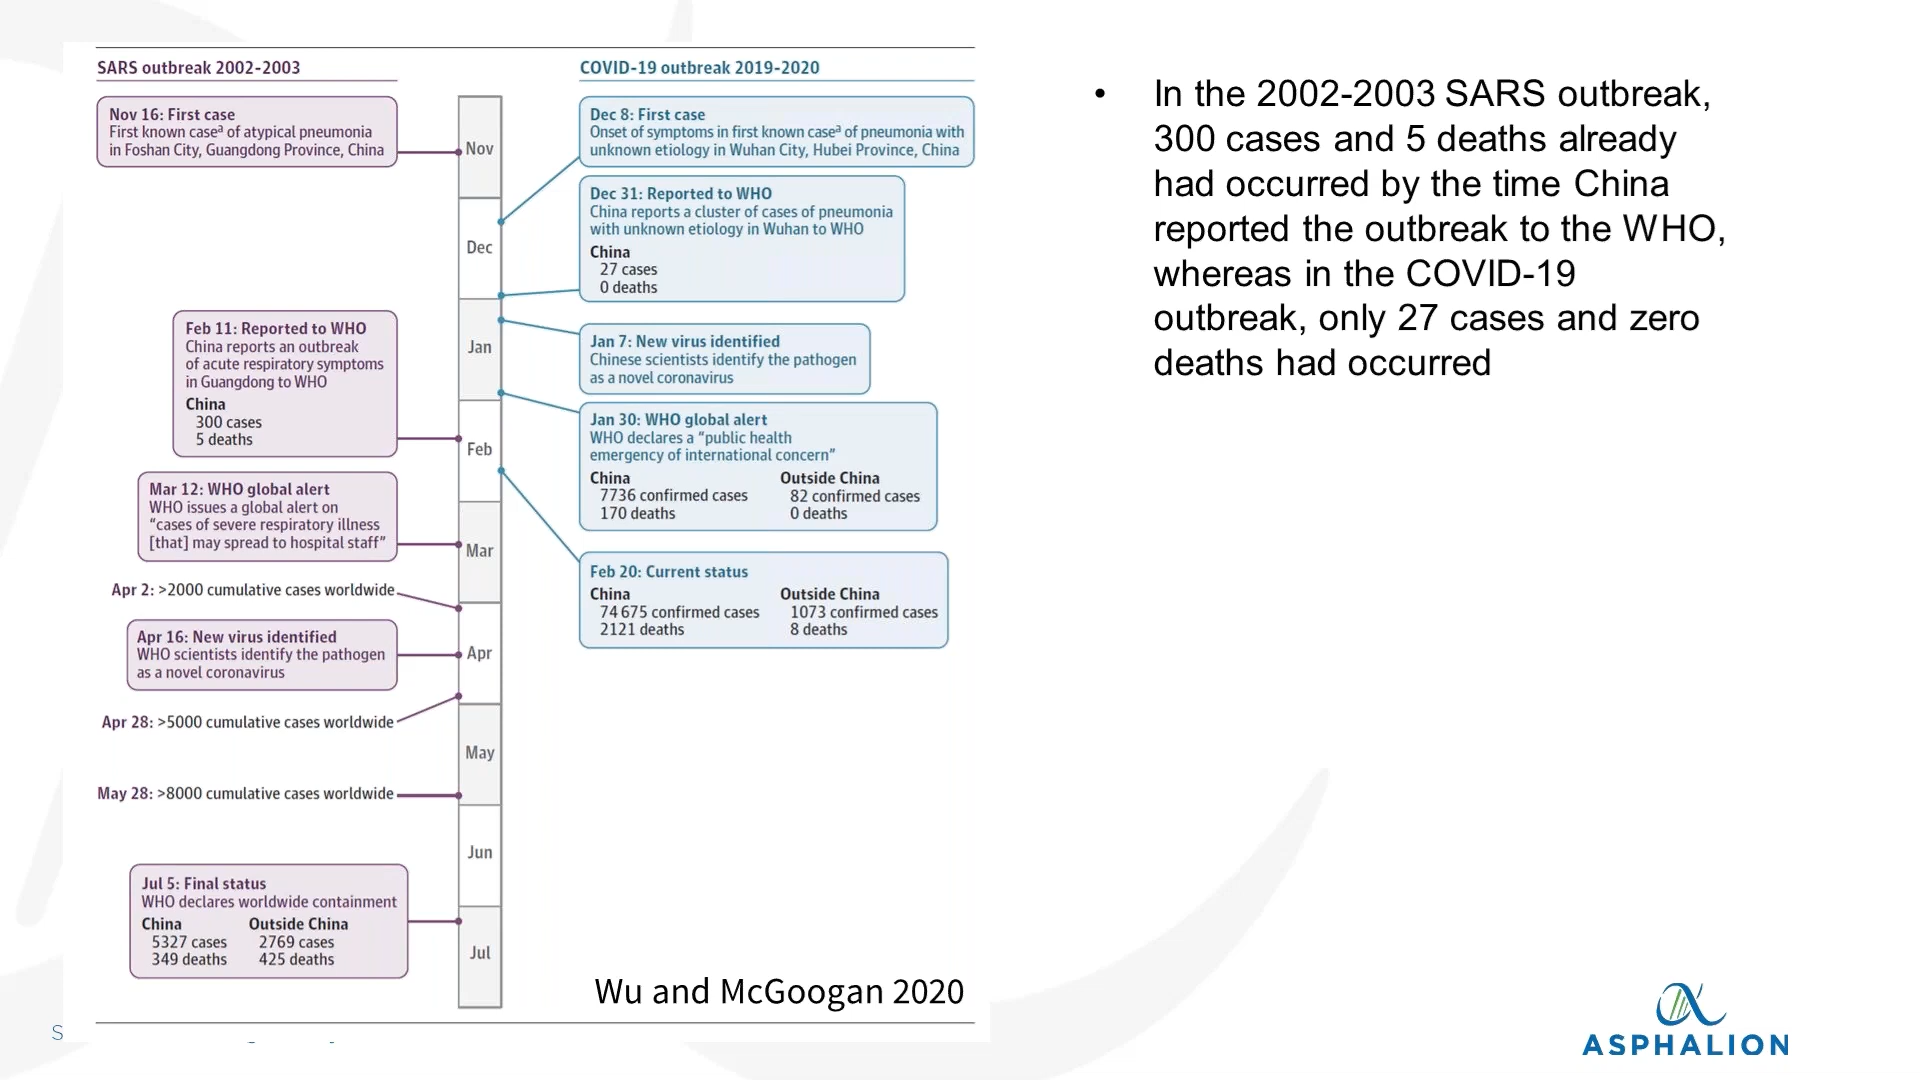 SARS outbreak 2002-2003
Nov 16: First case
First known caseª of atypical pneumonia
in Foshan City, Guangdong Province, China
Feb 11: Reported to WHO
China reports an outbreak
of acute respiratory symptoms
in Guangdong to WHO
China
300 cases
5 deaths
Mar 12: WHO global alert
WHO issues a global alert on
“cases of severe respiratory illness
[that] may spread to hospital staff”
Apr 2: >2000 cumulative cases worldwide
Apr 16: New virus identified
WHO scientists identify the pathogen
as a novel coronavirus
Apr 28: >5000 cumulative cases worldwide
May 28: >8000 cumulative cases worldwide
Jul 5: Final status
WHO declares worldwide containment
China Outside China
5327 cases 2769 cases
349 deaths 425 deaths
Nov
Dec
Jan
Feb
Mar
Apr
May
Jun
Jul
COVID-19 outbreak 2019-2020
Dec 8: First case
Onset of symptoms in first known caseª of pneumonia with
unknown etiology in Wuhan City, Hubei Province, China
Dec 31: Reported to WHO
China reports a cluster of cases of pneumonia
with unknown etiology in Wuhan to WHO
China
27 cases
0 deaths
Jan 7: New virus identified
Chinese scientists identify the pathogen
as a novel coronavirus
Jan 30: WHO global alert
WHO declares a “public health
emergency of international concern”
China Outside China
7736 confirmed cases 82 confirmed cases
170 deaths 0 deaths
Feb 20: Current status
China Outside China
74 675 confirmed cases 1073 confirmed cases
2121 deaths 8 deaths
Wu and McGoogan 2020
• In the 2002-2003 SARS outbreak,
300 cases and 5 deaths already
had occurred by the time China
reported the outbreak to the WHO,
whereas in the COVID-19
outbreak, only 27 cases and zero
deaths had occurred
S
ASPHALION